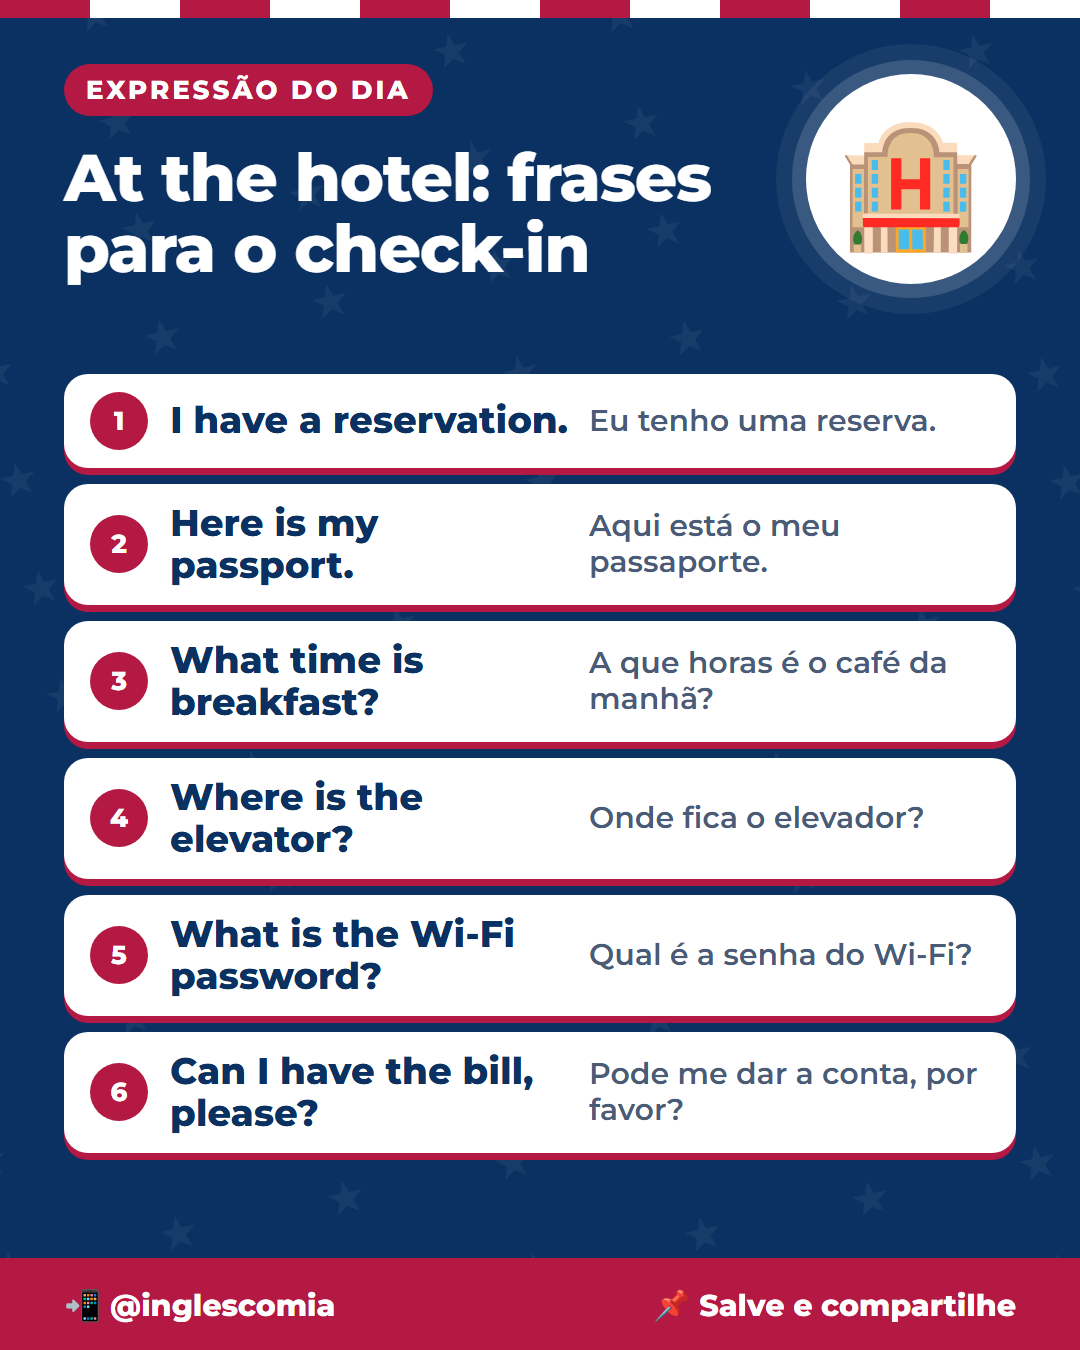 EXPRESSÃO DO DIA
At the hotel: frases
para o check-in
H
1
I have a reservation.
Eu tenho uma reserva.
2
Here is my
passport.
Aqui está o meu
passaporte.
3
What time is
breakfast?
A que horas é o café da
manhã?
4
Where is the
elevator?
Onde fica o elevador?
5
What is the Wi-Fi
password?
Qual é a senha do Wi-Fi?
6
Can I have the bill,
please?
Pode me dar a conta, por
favor?
@inglescomia
Salve e compartilhe